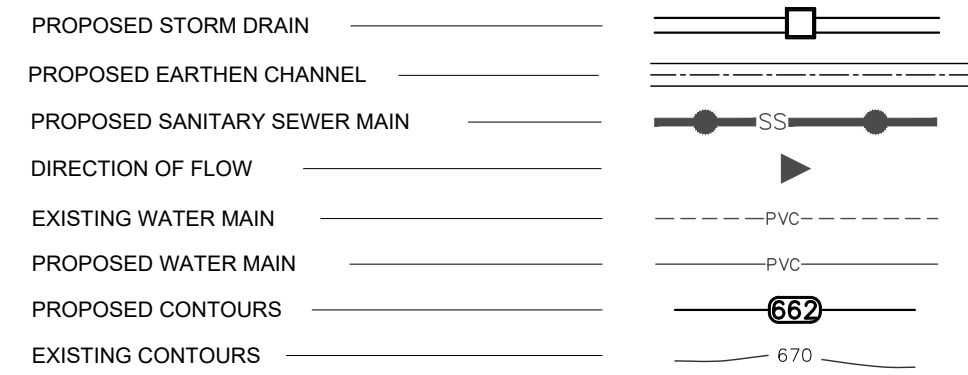 PROPOSED STORM DRAIN
PROPOSED EARTHEN CHANNEL
PROPOSED SANITARY SEWER MAIN SS
DIRECTION OF FLOW
EXISTING WATER MAIN PVC
PROPOSED WATER MAIN PVC
PROPOSED CONTOURS 662
EXISTING CONTOURS 670